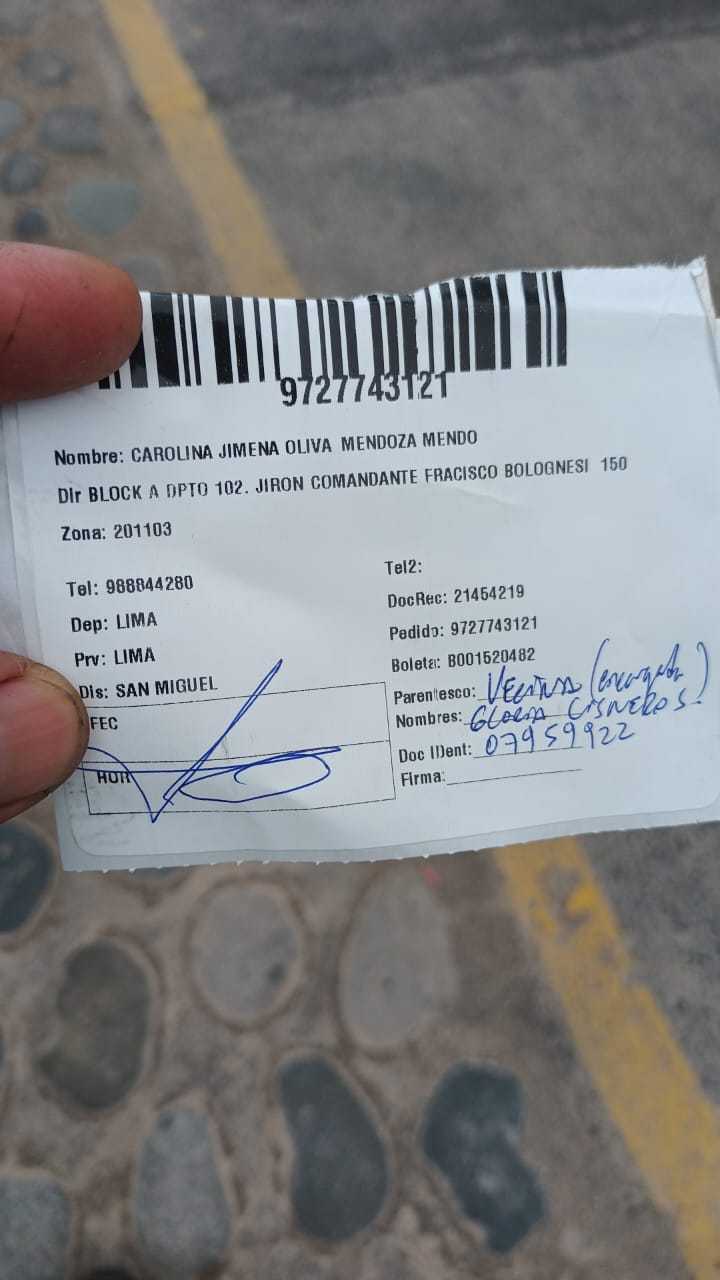 9727743121
Nombre: CAROLINA JIMENA OLIVA MENDOZA MENDO
Dir BLOCK A DPTO 102. JIRON COMANDANTE FRACISCO BOLOGNESI 150
Zona: 201103
Tel: 988844280
Tel2:
Dep: LIMA
DocRec: 21454219
Prv: LIMA
Pedido: 9727743121
Dis: SAN MIGUEL
Boleta: B001520482
FEC
Parentesco: VECINA (encargada)
Nombres: GLORIA CISNEROS.
HOR
Doc IDent: 07959922
Firma: